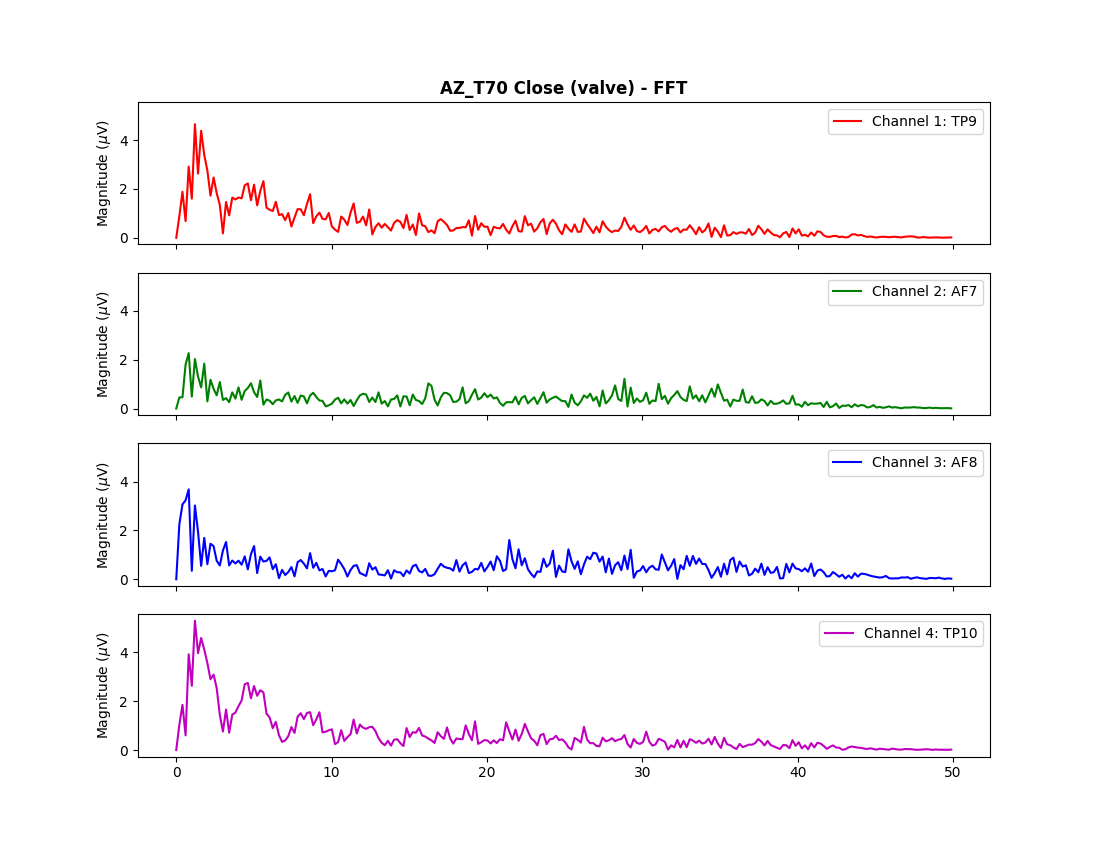 AZ_T70 Close (valve) - FFT
Magnitude (μV)
4
2
0
Channel 1: TP9
Magnitude (μV)
4
2
0
Channel 2: AF7
Magnitude (μV)
4
2
0
Channel 3: AF8
Magnitude (μV)
4
2
0
Channel 4: TP10
0 10 20 30 40 50